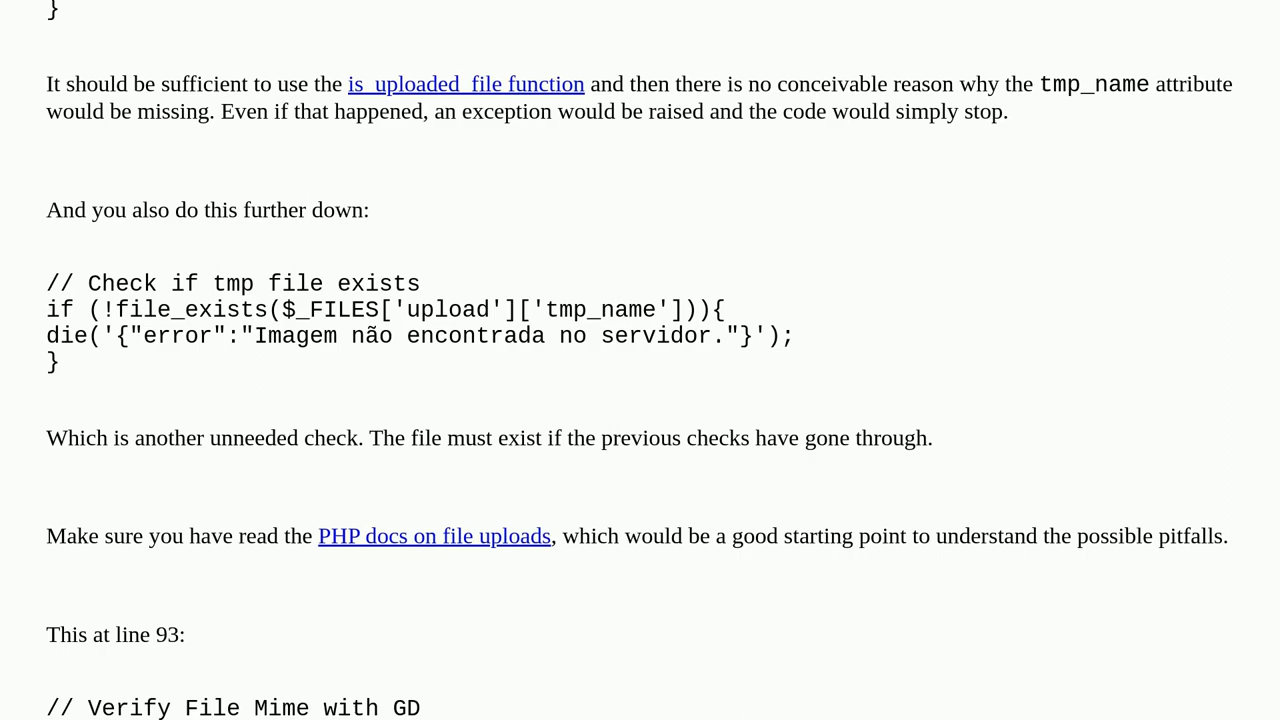 }
It should be sufficient to use the is_uploaded_file function and then there is no conceivable reason why the tmp_name attribute
would be missing. Even if that happened, an exception would be raised and the code would simply stop.
And you also do this further down:
// Check if tmp file exists
if (!file_exists($_FILES['upload']['tmp_name'])){
die('{"error":"Imagem não encontrada no servidor."}');
}
Which is another unneeded check. The file must exist if the previous checks have gone through.
Make sure you have read the PHP docs on file uploads, which would be a good starting point to understand the possible pitfalls.
This at line 93:
// Verify File Mime with GD